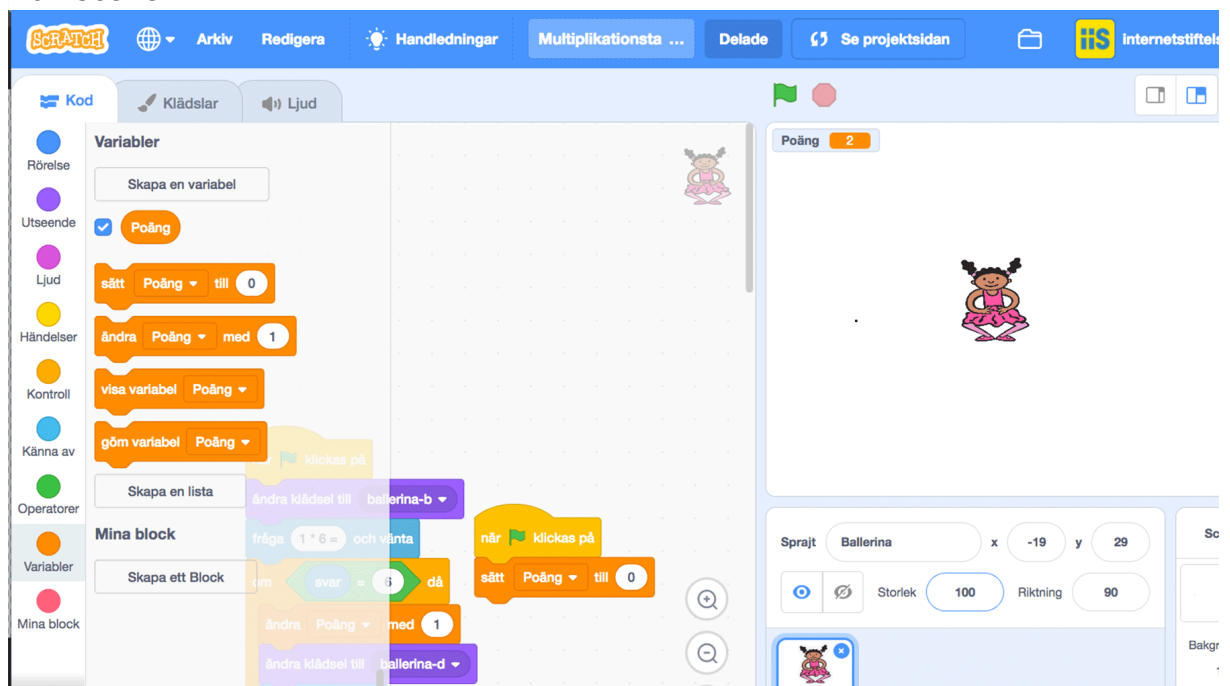 SCRATCH Arkiv Redigera Handledningar Multiplikationsta ... Delade Se projektsidan iis internetstiftels
Kod Klädslar Ljud
Rörelse
Utseende
Ljud
Händelser
Kontroll
Känna av
Operatorer
Variabler
Mina block
Variabler
Skapa en variabel
Poäng
sätt Poäng till 0
ändra Poäng med 1
visa variabel Poäng
göm variabel Poäng
Skapa en lista
Mina block
Skapa ett Block
klickas på
ändra klädsel till ballerina-b
fråga 1 * 6 = och vänta
om svar = 6 då
ändra Poäng med 1
ändra klädsel till ballerina-d
när klickas på
sätt Poäng till 0
Poäng 2
Sprajt Ballerina x -19 y 29
Storlek 100 Riktning 90
Sc
Bakgr